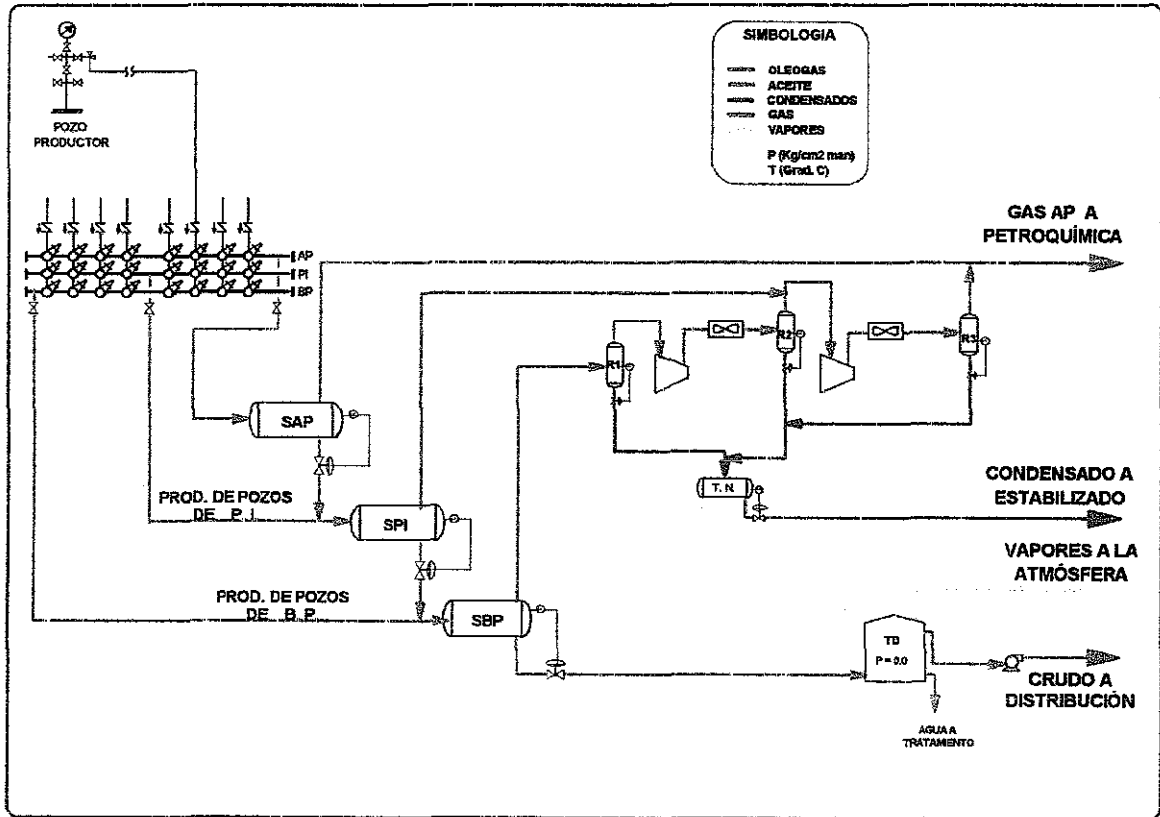 POZO
PRODUCTOR
SIMBOLOGIA
OLEOGAS
ACEITE
CONDENSADOS
GAS
VAPORES
P (Kg/cm2 man)
T (Grad. C)
AP
PI
BP
GAS AP A
PETROQUÍMICA
R1
R2
R3
SAP
T. N.
CONDENSADO A
ESTABILIZADO
PROD. DE POZOS
DE P. I.
SPI
VAPORES A LA
ATMÓSFERA
PROD. DE POZOS
DE B. P.
SBP
P = 0.0
CRUDO A
DISTRIBUCIÓN
AGUA A
TRATAMENTO